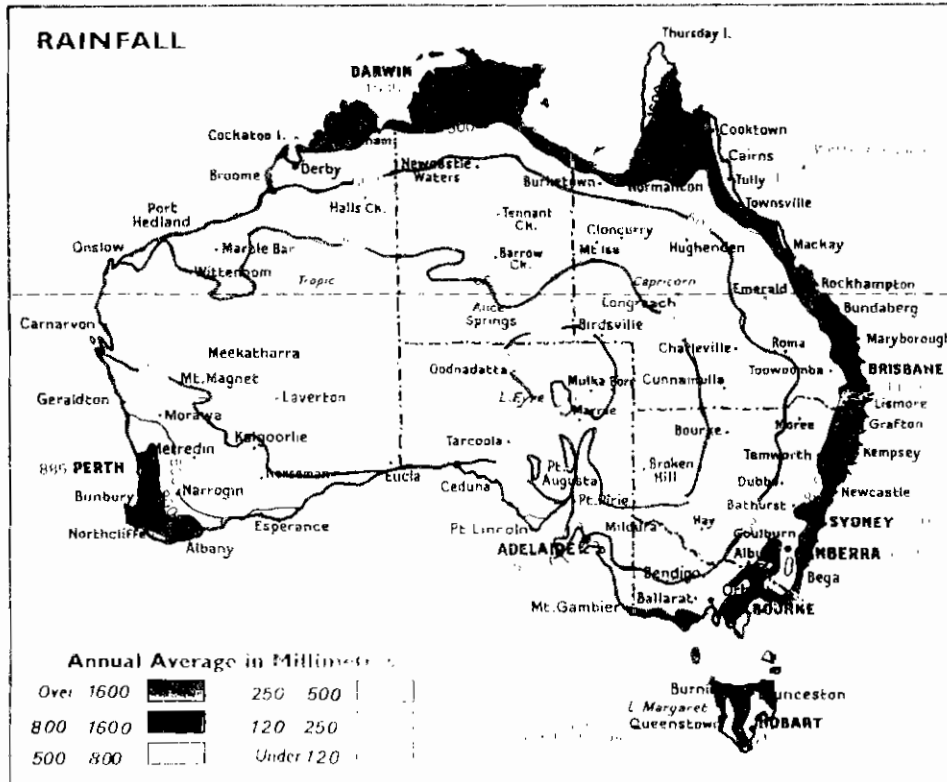 RAINFALL
Thursday I.
DARWIN
Cockatoo I.
Cooktown
Derby
Newcastle
Waters
Cairns
Broome
Burketown
Normanton
Tully
Halls Ck.
Townsville
Port
Hedland
Tennant
Ck.
Cloncurry
Onslow
Marble Bar
Mt Isa
Hughenden
Mackay
Wittenoom
Barrow
Ck.
Tropic
Capricorn
Emerald
Rockhampton
Alice
Springs
Longreach
Bundaberg
Carnarvon
Birdsville
Maryborough
Meekatharra
Charleville
Roma
Oodnadatta
Toowoomba
BRISBANE
Mt. Magnet
Cunnamulla
Geraldton
Laverton
L. Eyre
Marree
Lismore
Morawa
Moree
Grafton
Kalgoorlie
Tarcoola
Bourke
Merredin
Tamworth
Kempsey
885 PERTH
Norseman
Eucla
Pt.
Augusta
Broken
Hill
Narrogin
Ceduna
Dubbo
Newcastle
Bunbury
Pt. Pirie
Bathurst
Northcliffe
Esperance
Pt Lincoln
Mildura
Hay
SYDNEY
Albany
ADELAIDE
Goulburn
CANBERRA
Bendigo
Bega
Mt. Gambier
Ballarat
BOURKE
Annual Average in
Over 1600
250 500
800 1600
120 250
500 800
Under 120
Burni
L Margaret
Queenstown
HOBART